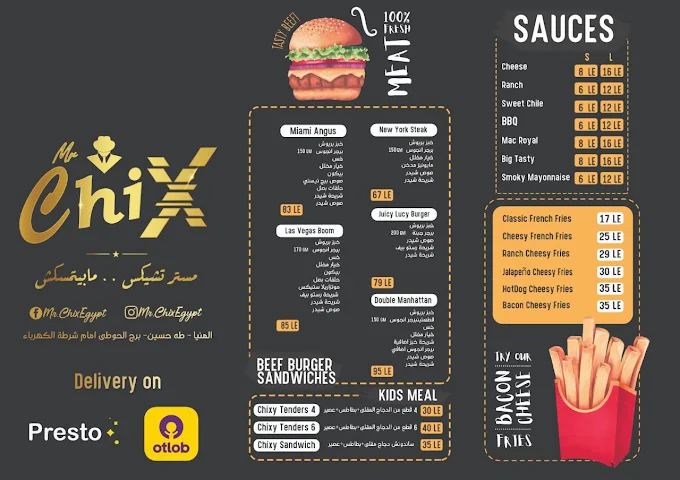 Mr.
ChiX
مستر تشيكس .. مابيتسكش
Mr.ChixEgypt
Mr.ChixEgypt
المنيا - طه حسين - برج الحوطى امام شرطة الكهرباء
Delivery on
Presto
otlob
TASTY BEEF!
100%
FRESH
MEAT
Miami Angus
خبز بريوش
برجر انجوس 150 GM
خس
خيار مخلل
بيكون
صوص بيج تيستي
حلقات بصل
شريحة شيدر
صوص شيدر
83 LE
Las Vegas Boom
خبز بريوش
برجر انجوس 170 GM
خس
خيار مخلل
بيكون
موتزاريلا ستيكس
شريحة رستو بيف
شريحة شيدر
صوص شيدر
85 LE
New York Steak
خبز بريوش
برجر انجوس 150 GM
خيار مخلل
مايونيز مدخن
صوص شيدر
شريحة شيدر
67 LE
Juicy Lucy Burger
خبز بريوش
برجر جبنة 200 GM
صوص شيدر
شريحة رستو بيف
شريحة شيدر
79 LE
Double Manhattan
خبز بريوش
150 GM
خس
خيار مخلل
شريحة خبز اضافية
برجر انجوس اضافي
صوص شيدر
شريحة شيدر
95 LE
BEEF BURGER
SANDWICHES
KIDS MEAL
Chixy Tenders 4 4 قطع من الدجاج المقلى+بطاطس+عصير 30 LE
Chixy Tenders 6 6 قطع من الدجاج المقلى+بطاطس+عصير 40 LE
Chixy Sandwich ساندوتش دجاج مقلى+بطاطس+عصير 35 LE
SAUCES
S L
Cheese 8 LE 16 LE
Ranch 6 LE 12 LE
Sweet Chile 6 LE 12 LE
BBQ 6 LE 12 LE
Mac Royal 8 LE 16 LE
Big Tasty 8 LE 16 LE
Smoky Mayonnaise 6 LE 12 LE
Classic French Fries 17 LE
Cheesy French Fries 25 LE
Ranch Cheesy Fries 29 LE
Jalapeño Cheesy Fries 30 LE
HotDog Cheesy Fries 35 LE
Bacon Cheesy Fries 35 LE
TRY OUR
BACON
CHEESE
FRIES